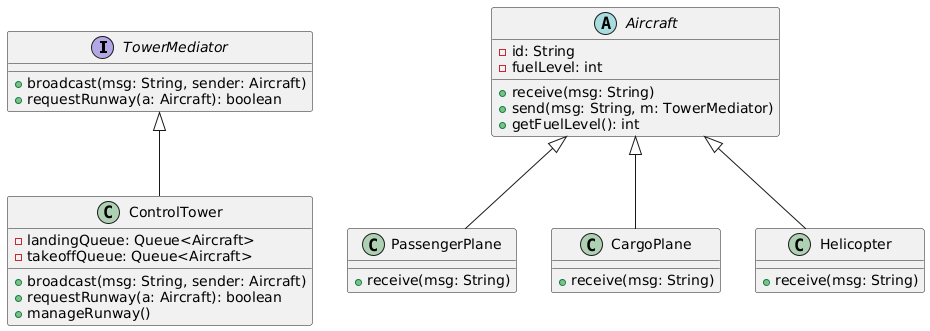 I TowerMediator
broadcast(msg: String, sender: Aircraft)
requestRunway(a: Aircraft): boolean
A Aircraft
id: String
fuelLevel: int
receive(msg: String)
send(msg: String, m: TowerMediator)
getFuelLevel(): int
C ControlTower
landingQueue: Queue<Aircraft>
takeoffQueue: Queue<Aircraft>
broadcast(msg: String, sender: Aircraft)
requestRunway(a: Aircraft): boolean
manageRunway()
C PassengerPlane
receive(msg: String)
C CargoPlane
receive(msg: String)
C Helicopter
receive(msg: String)